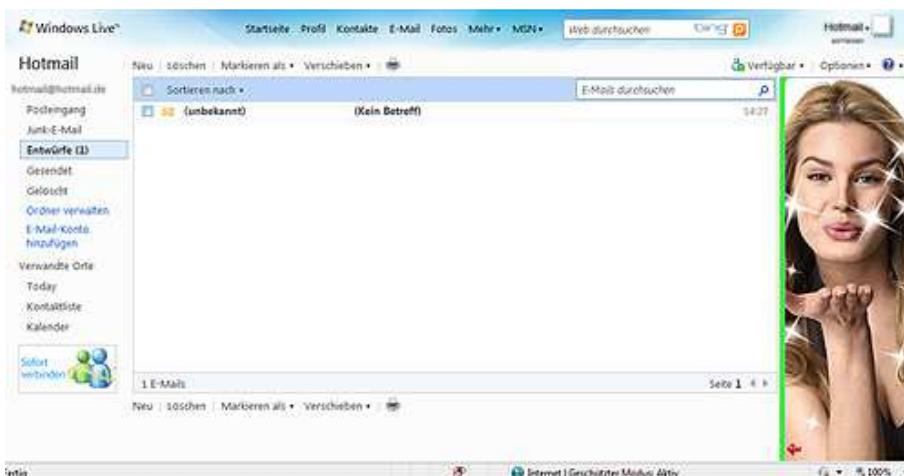 Windows Live™ Startseite Profil Kontakte E-Mail Fotos Mehr MSN Web durchsuchen bing Hotmail
Hotmail Neu Löschen Markieren als Verschieben Verfügbar Optionen
hotmail@hotmail.de Sortieren nach E-Mails durchsuchen
Posteingang (unbekannt) (Kein Betreff) 14:27
Junk-E-Mail
Entwürfe (1)
Gesendet
Gelöscht
Ordner verwalten
E-Mail-Konto
hinzufügen
Verwandte Orte
Today
Kontaktliste
Kalender
Sofort
verbinden
1 E-Mails Seite 1
Neu Löschen Markieren als Verschieben
Fertig Internet | Geschützter Modus: Aktiv 100%